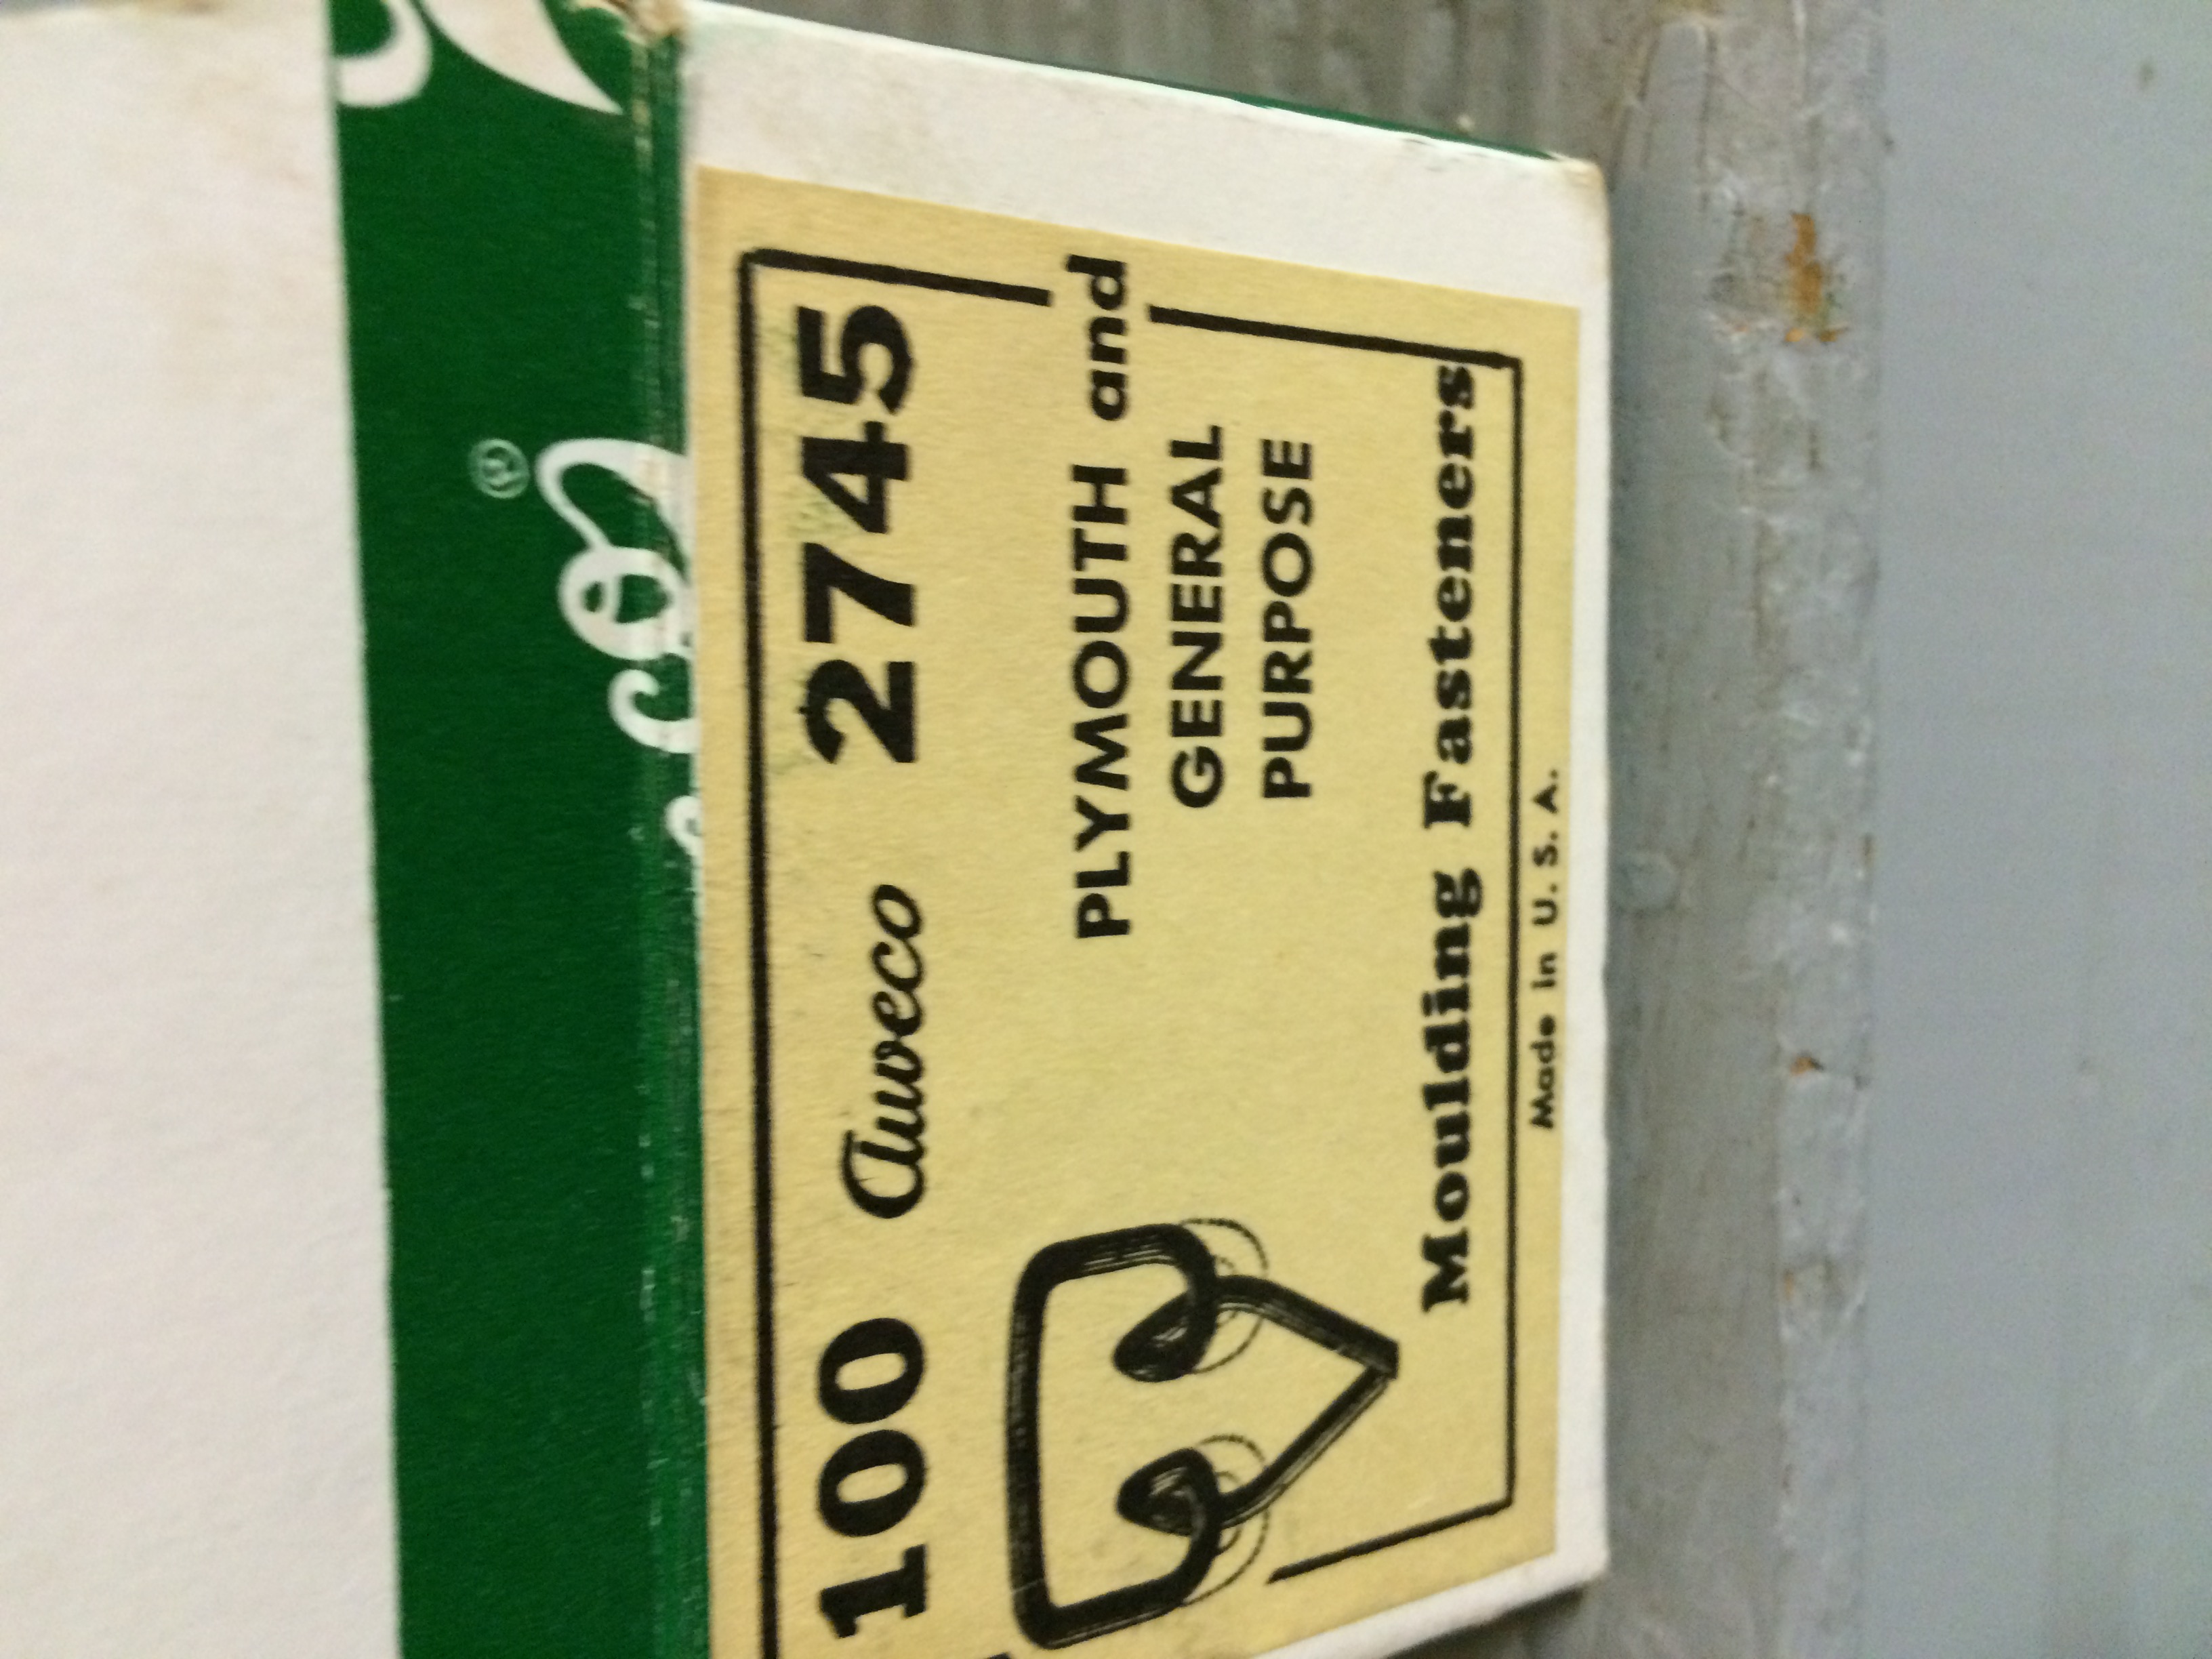 100 Auveco 2745
PLYMOUTH and
GENERAL
PURPOSE
Moulding Fasteners
Made in U. S. A.
®